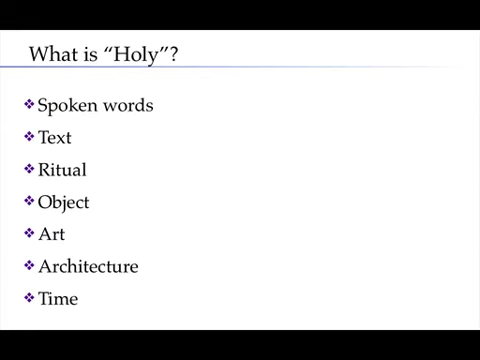 What is “Holy”?
❖ Spoken words
❖ Text
❖ Ritual
❖ Object
❖ Art
❖ Architecture
❖ Time